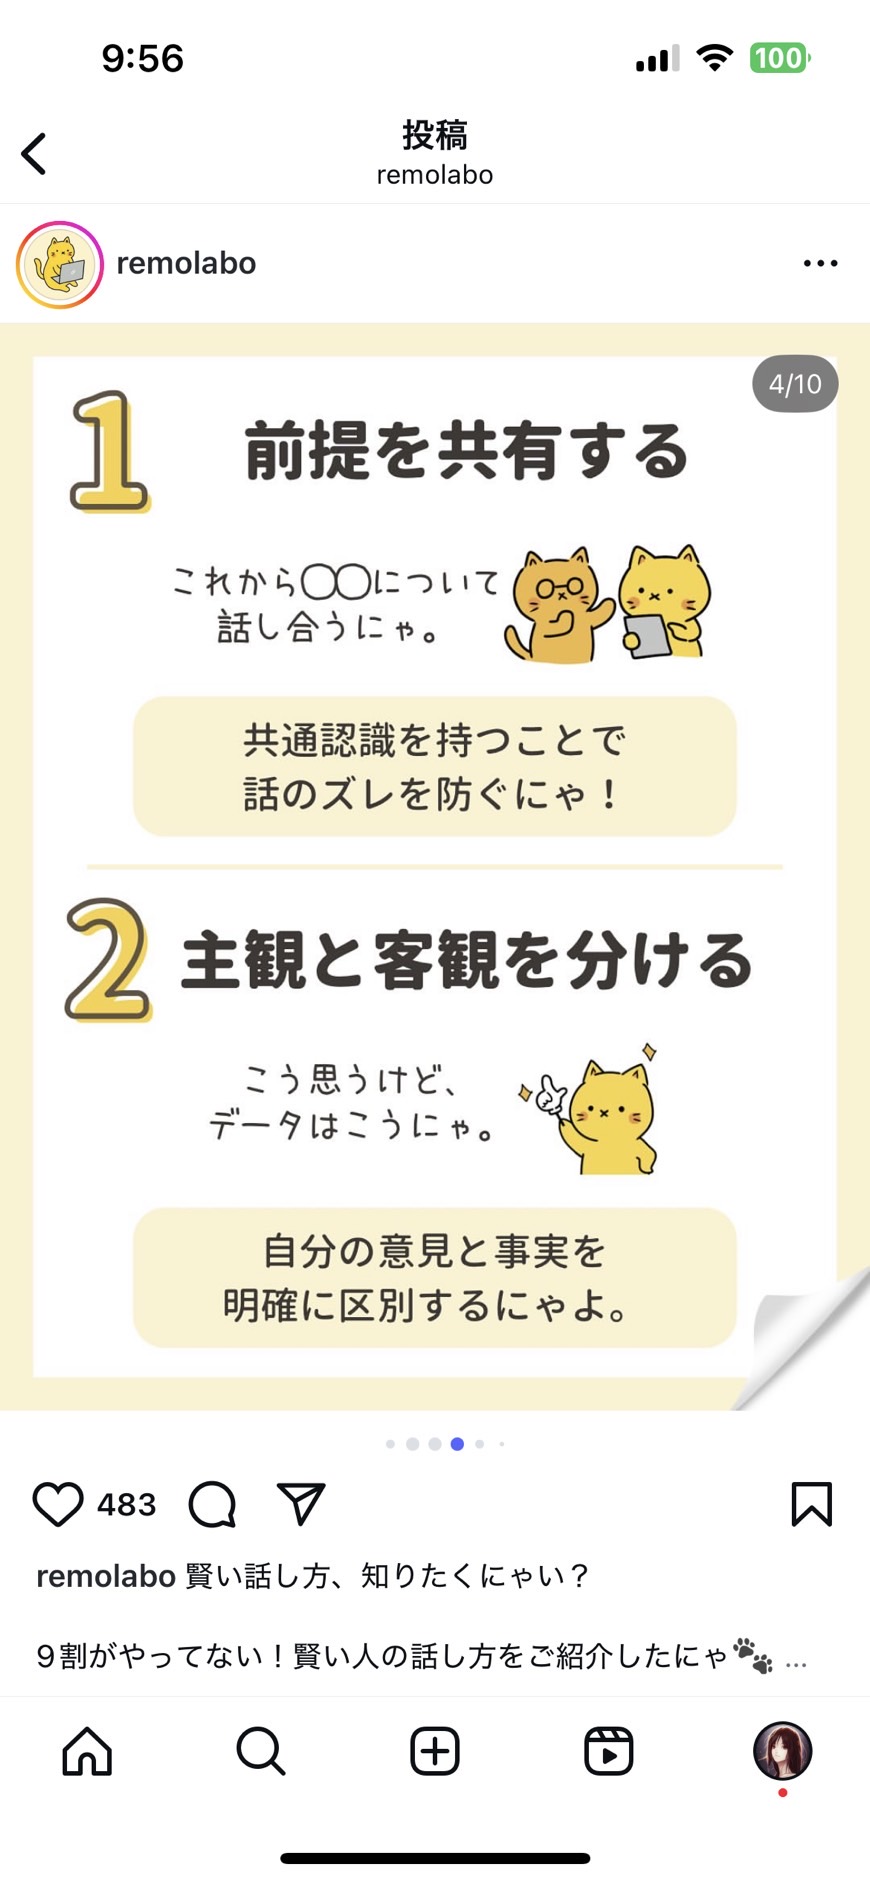 9:56
100
投稿
remolabo
remolabo
4/10
1
前提を共有する
これから◯◯について
話し合うにゃ。
共通認識を持つことで
話のズレを防ぐにゃ！
2
主観と客観を分ける
こう思うけど、
データはこうにゃ。
自分の意見と事実を
明確に区別するにゃよ。
483
remolabo 賢い話し方、知りたくにゃい？
９割がやってない！賢い人の話し方をご紹介したにゃ🐾 ...